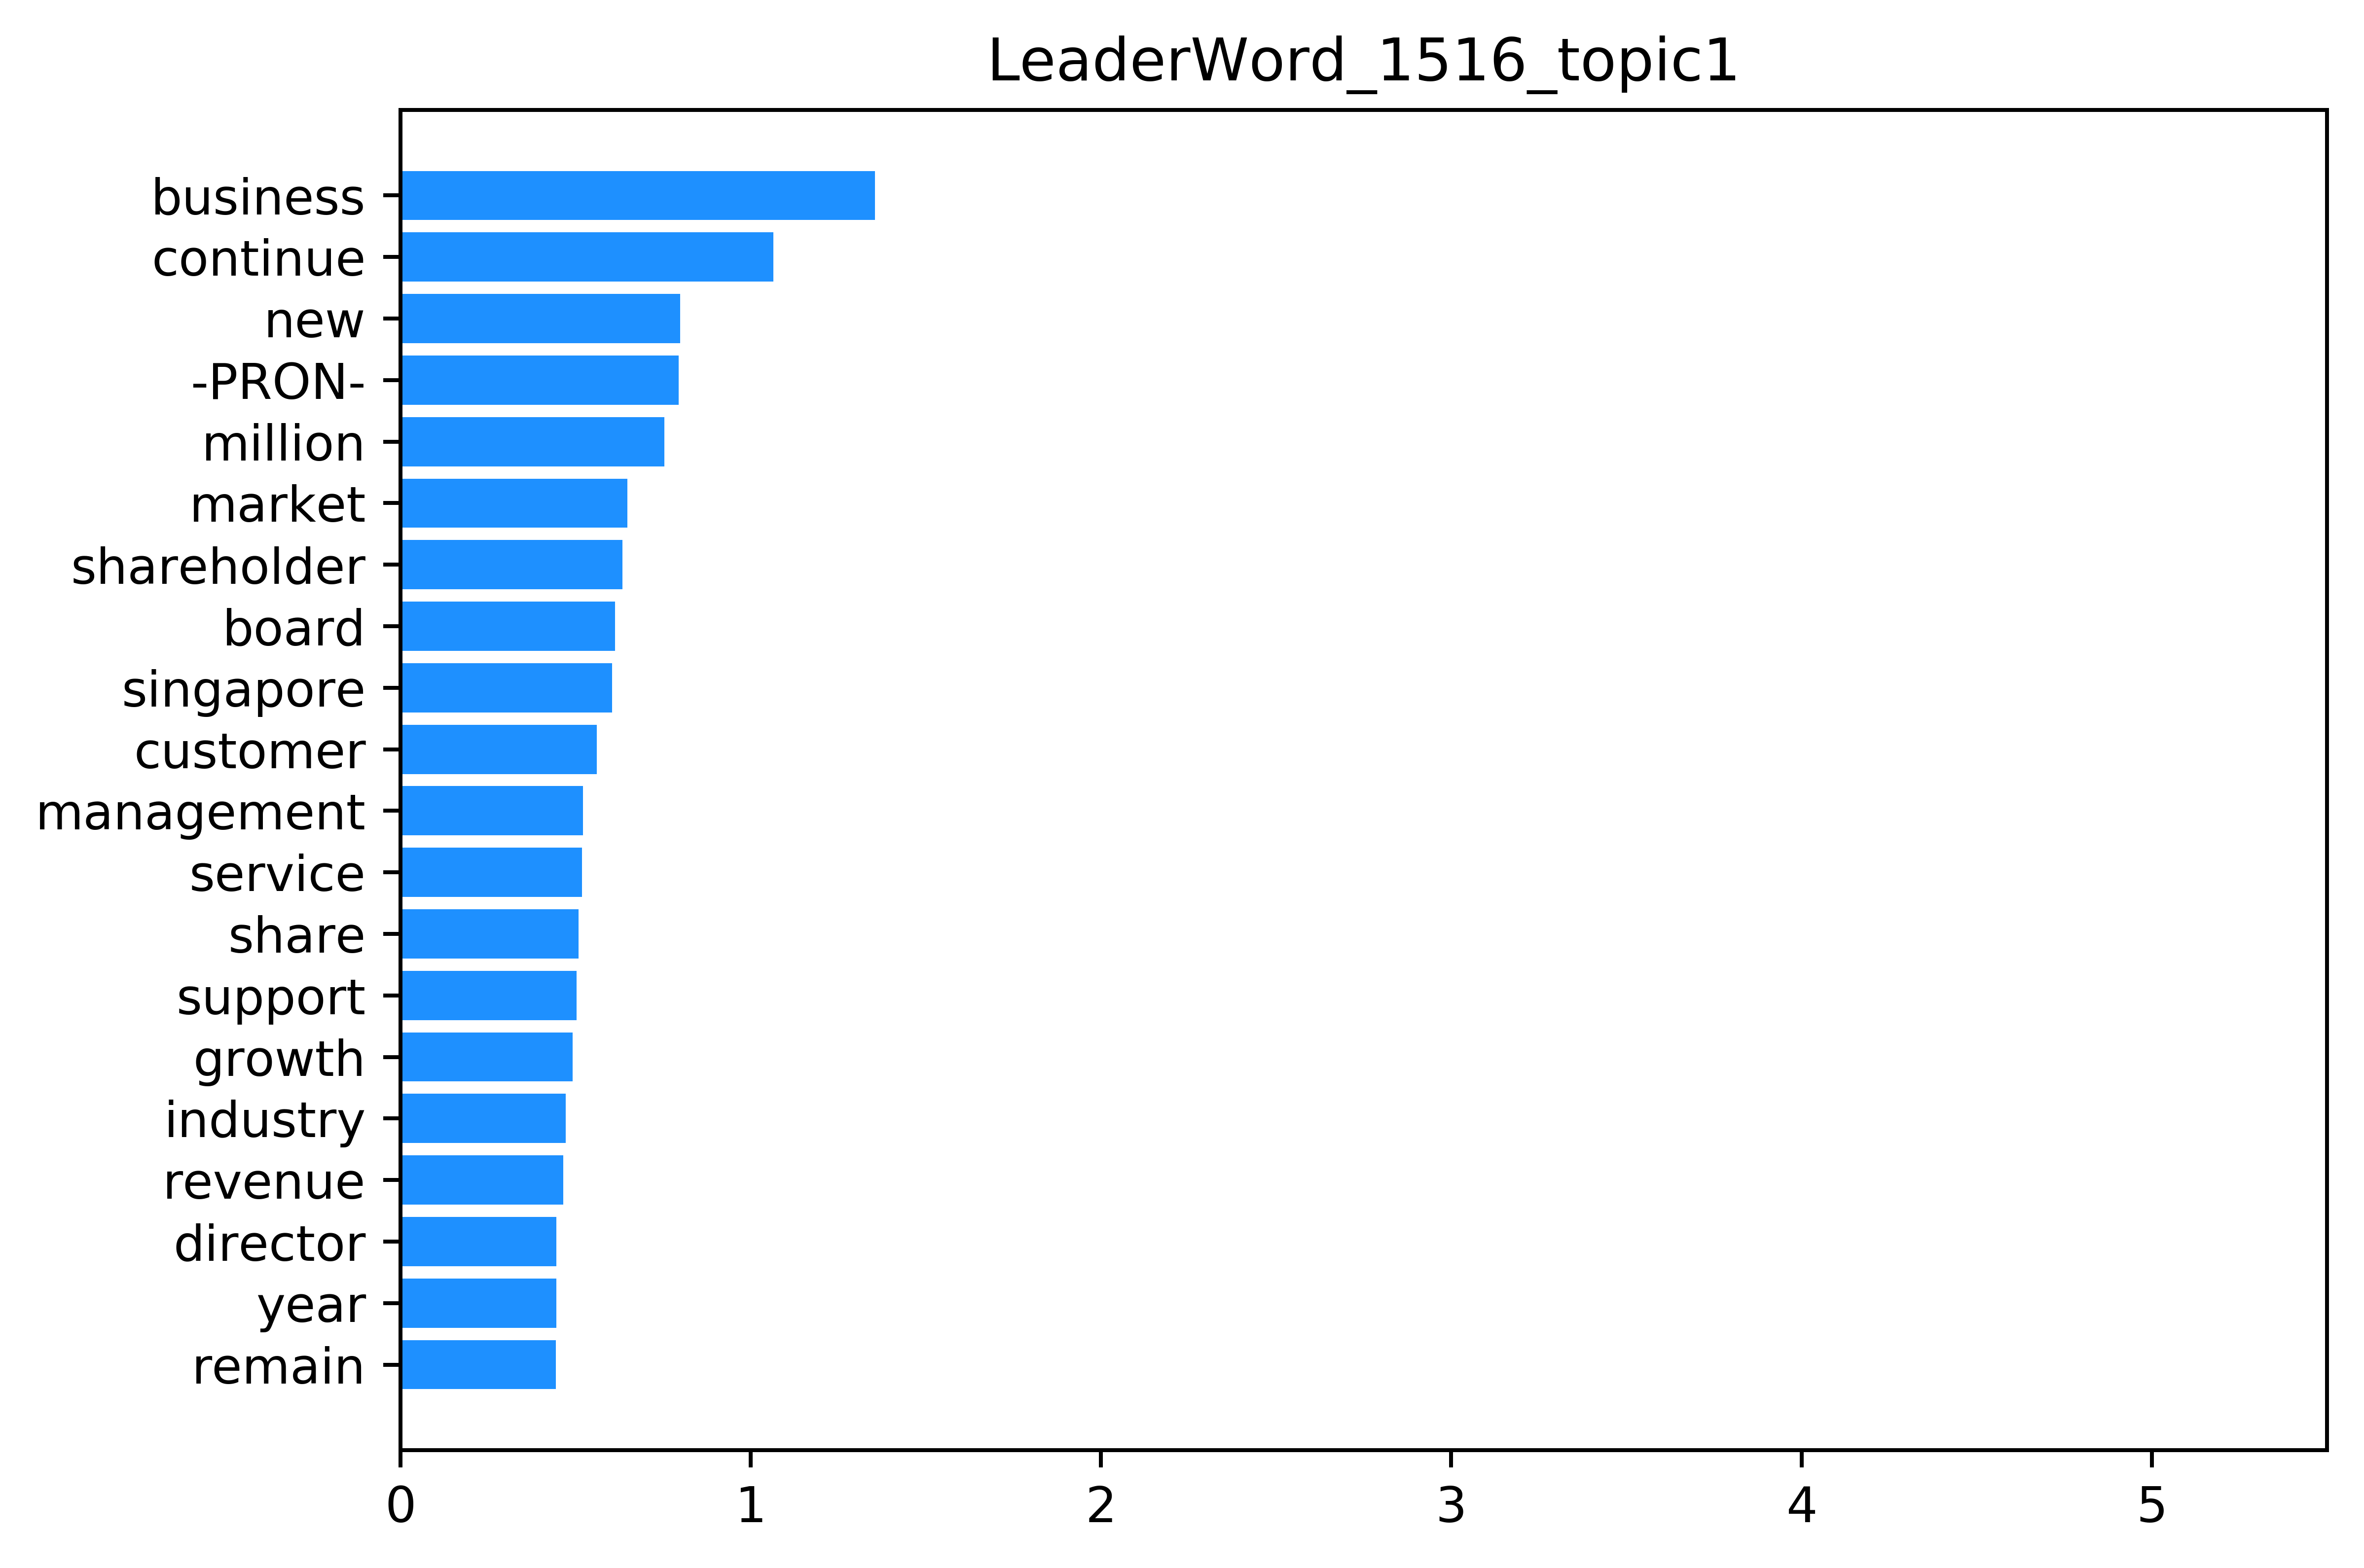 LeaderWord_1516_topic1
business
continue
new
-PRON-
million
market
shareholder
board
singapore
customer
management
service
share
support
growth
industry
revenue
director
year
remain
0 1 2 3 4 5